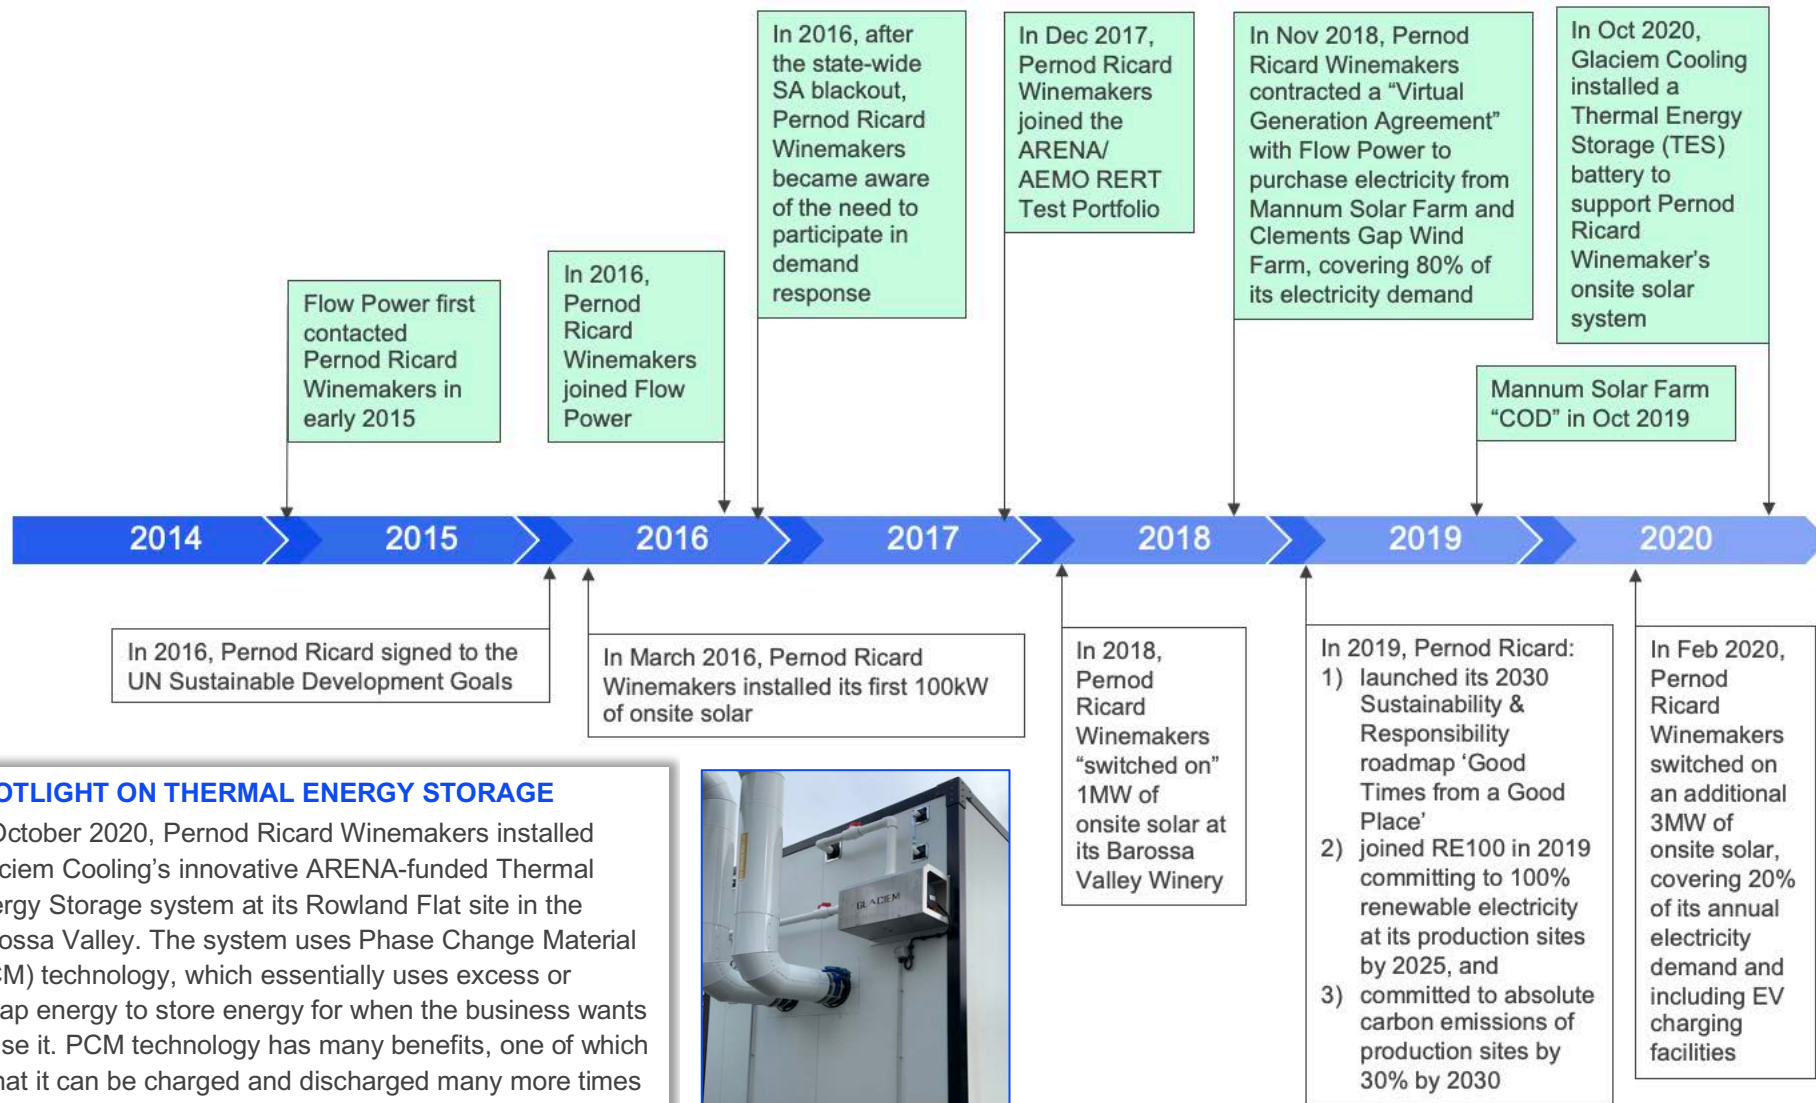 In 2016, after
the state-wide
SA blackout,
Pernod Ricard
Winemakers
became aware
of the need to
participate in
demand
response
In Dec 2017,
Pernod Ricard
Winemakers
joined the
ARENA/
AEMO RERT
Test Portfolio
In Nov 2018, Pernod
Ricard Winemakers
contracted a “Virtual
Generation Agreement”
with Flow Power to
purchase electricity from
Mannum Solar Farm and
Clements Gap Wind
Farm, covering 80% of
its electricity demand
In Oct 2020,
Glaciem Cooling
installed a
Thermal Energy
Storage (TES)
battery to
support Pernod
Ricard
Winemaker’s
onsite solar
system
Flow Power first
contacted
Pernod Ricard
Winemakers in
early 2015
In 2016,
Pernod
Ricard
Winemakers
joined Flow
Power
Mannum Solar Farm
“COD” in Oct 2019
2014 2015 2016 2017 2018 2019 2020
In 2016, Pernod Ricard signed to the
UN Sustainable Development Goals
In March 2016, Pernod Ricard
Winemakers installed its first 100kW
of onsite solar
In 2018,
Pernod
Ricard
Winemakers
“switched on”
1MW of
onsite solar at
its Barossa
Valley Winery
In 2019, Pernod Ricard:
1) launched its 2030
Sustainability &
Responsibility
roadmap ‘Good
Times from a Good
Place’
2) joined RE100 in 2019
committing to 100%
renewable electricity
at its production sites
by 2025, and
3) committed to absolute
carbon emissions of
production sites by
30% by 2030
In Feb 2020,
Pernod
Ricard
Winemakers
switched on
an additional
3MW of
onsite solar,
covering 20%
of its annual
electricity
demand and
including EV
charging
facilities
OTLIGHT ON THERMAL ENERGY STORAGE
October 2020, Pernod Ricard Winemakers installed
ciem Cooling’s innovative ARENA-funded Thermal
ergy Storage system at its Rowland Flat site in the
ossa Valley. The system uses Phase Change Material
CM) technology, which essentially uses excess or
ap energy to store energy for when the business wants
se it. PCM technology has many benefits, one of which
hat it can be charged and discharged many more times
GLACIEM